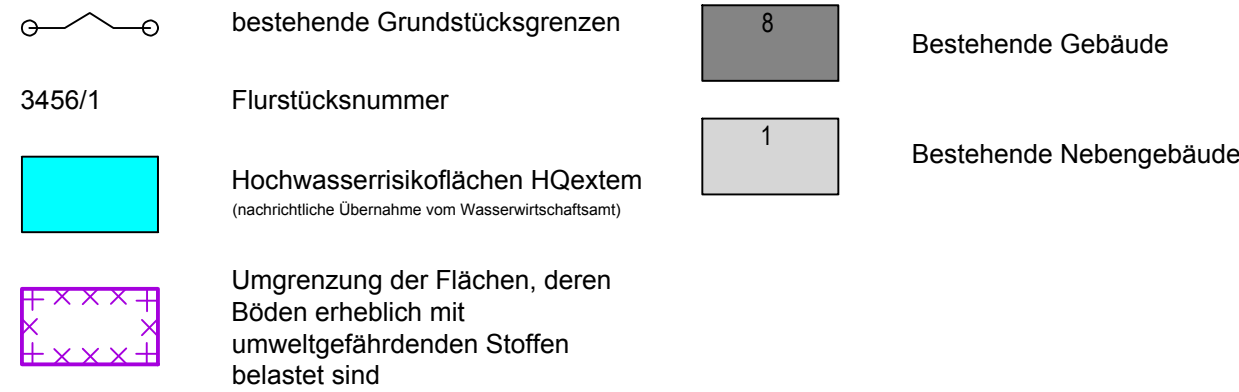 bestehende Grundstücksgrenzen
3456/1
Flurstücksnummer
Hochwasserrisikoflächen HQextem
(nachrichtliche Übernahme vom Wasserwirtschaftsamt)
Umgrenzung der Flächen, deren
Böden erheblich mit
umweltgefährdenden Stoffen
belastet sind
8
Bestehende Gebäude
1
Bestehende Nebengebäude